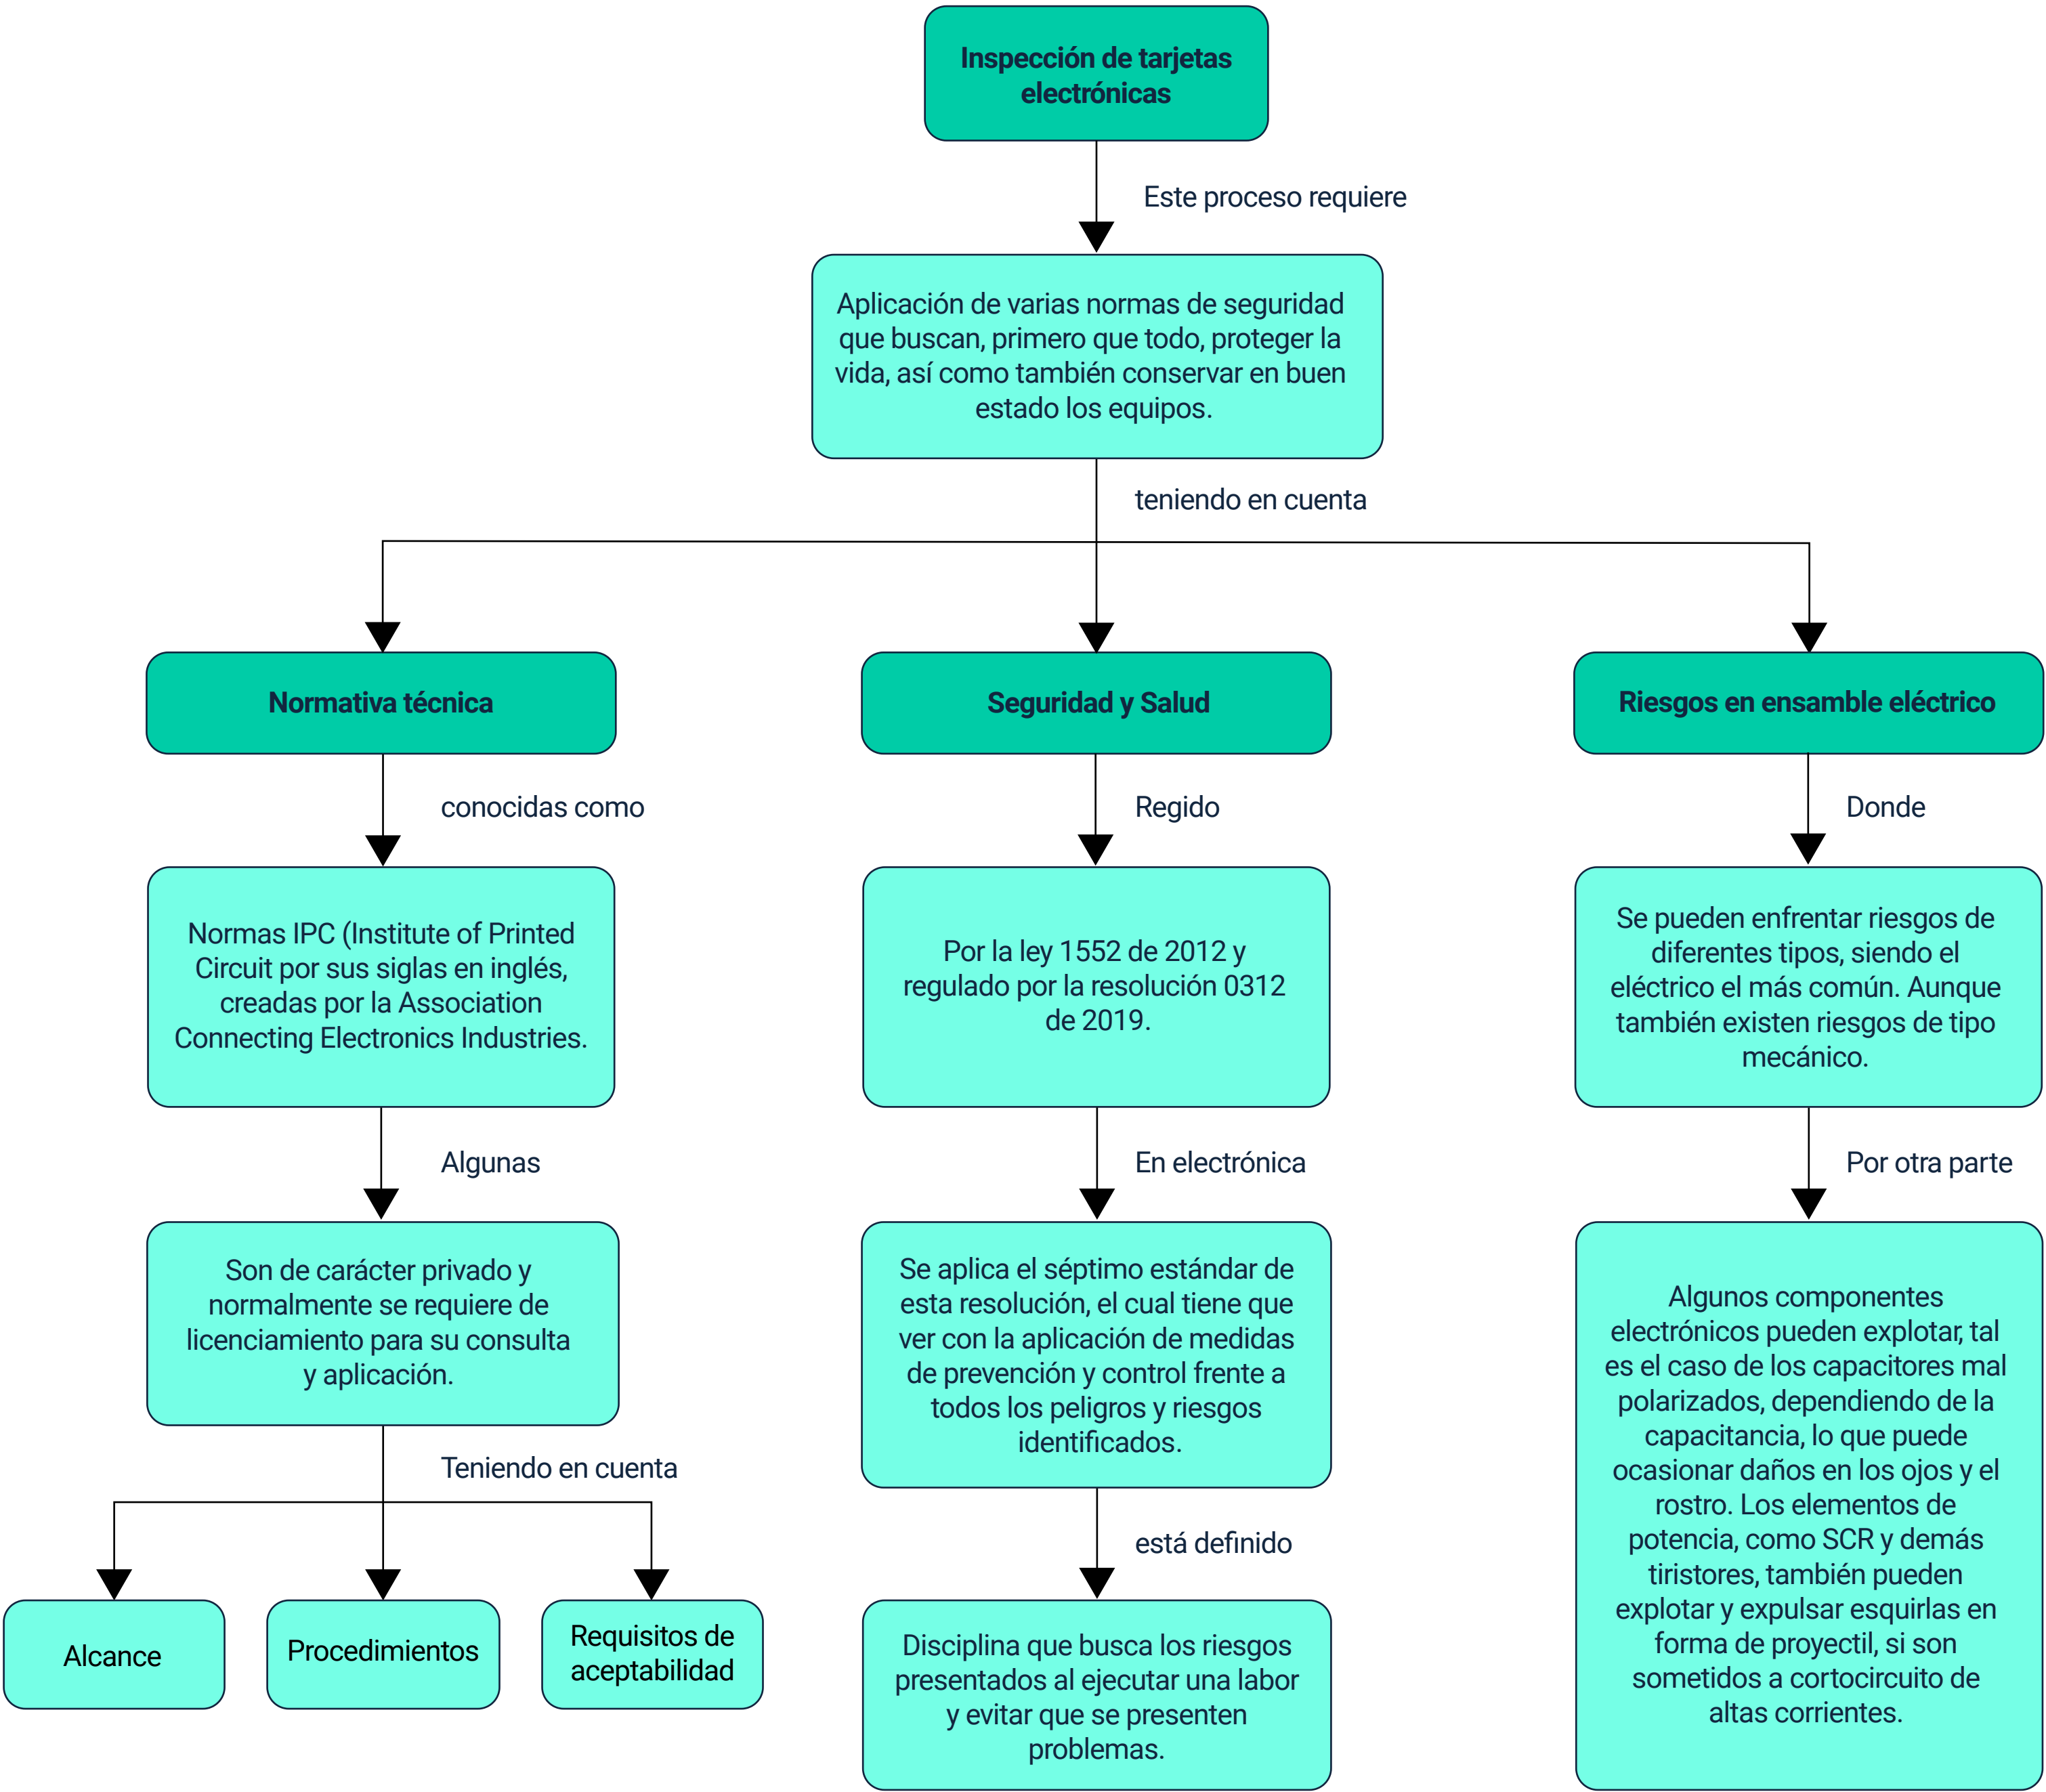 Inspección de tarjetas
electrónicas
Este proceso requiere
Aplicación de varias normas de seguridad
que buscan, primero que todo, proteger la
vida, así como también conservar en buen
estado los equipos.
teniendo en cuenta
Normativa técnica
conocidas como
Normas IPC (Institute of Printed
Circuit por sus siglas en inglés,
creadas por la Association
Connecting Electronics Industries.
Algunas
Son de carácter privado y
normalmente se requiere de
licenciamiento para su consulta
y aplicación.
Teniendo en cuenta
Alcance
Procedimientos
Requisitos de
aceptabilidad
Seguridad y Salud
Regido
Por la ley 1552 de 2012 y
regulado por la resolución 0312
de 2019.
En electrónica
Se aplica el séptimo estándar de
esta resolución, el cual tiene que
ver con la aplicación de medidas
de prevención y control frente a
todos los peligros y riesgos
identificados.
está definido
Disciplina que busca los riesgos
presentados al ejecutar una labor
y evitar que se presenten
problemas.
Riesgos en ensamble eléctrico
Donde
Se pueden enfrentar riesgos de
diferentes tipos, siendo el
eléctrico el más común. Aunque
también existen riesgos de tipo
mecánico.
Por otra parte
Algunos componentes
electrónicos pueden explotar, tal
es el caso de los capacitores mal
polarizados, dependiendo de la
capacitancia, lo que puede
ocasionar daños en los ojos y el
rostro. Los elementos de
potencia, como SCR y demás
tiristores, también pueden
explotar y expulsar esquirlas en
forma de proyectil, si son
sometidos a cortocircuito de
altas corrientes.